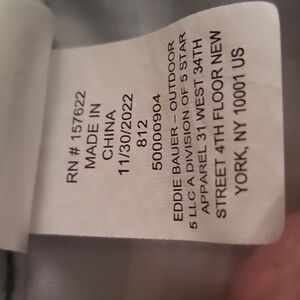 RN # 157622
MADE IN
CHINA
11/30/2022
812
50000904
EDDIE BAUER – OUTDOOR
5 LLC A DIVISION OF 5 STAR
APPAREL 31 WEST 34TH
STREET 4TH FLOOR NEW
YORK, NY 10001 US